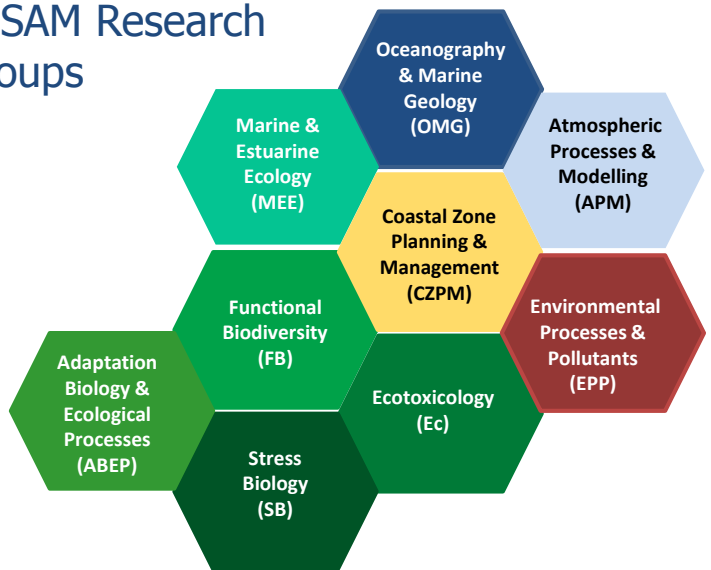 SAM Research
oups
Oceanography
& Marine
Geology
(OMG)
Marine &
Estuarine
Ecology
(MEE)
Atmospheric
Processes &
Modelling
(APM)
Coastal Zone
Planning &
Management
(CZPM)
Functional
Biodiversity
(FB)
Environmental
Processes &
Pollutants
(EPP)
Adaptation
Biology &
Ecological
Processes
(ABEP)
Ecotoxicology
(Ec)
Stress
Biology
(SB)